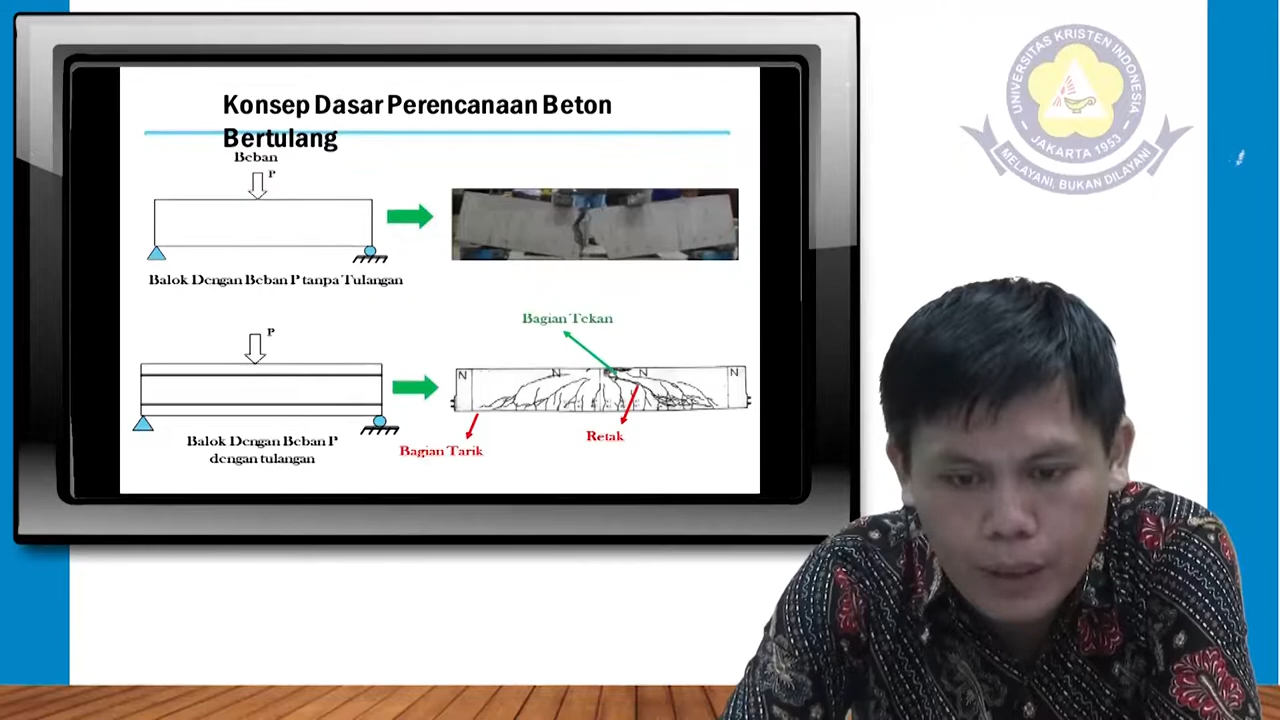 Konsep Dasar Perencanaan Beton
Bertulang
Beban
P
Balok Dengan Beban P tanpa Tulangan
P
Balok Dengan Beban P
dengan tulangan
Bagian Tekan
N
N
N
N
Retak
Bagian Tarik
UNIVERSITAS KRISTEN INDONESIA
- JAKARTA 1953 -
MELAYANI, BUKAN DILAYANI